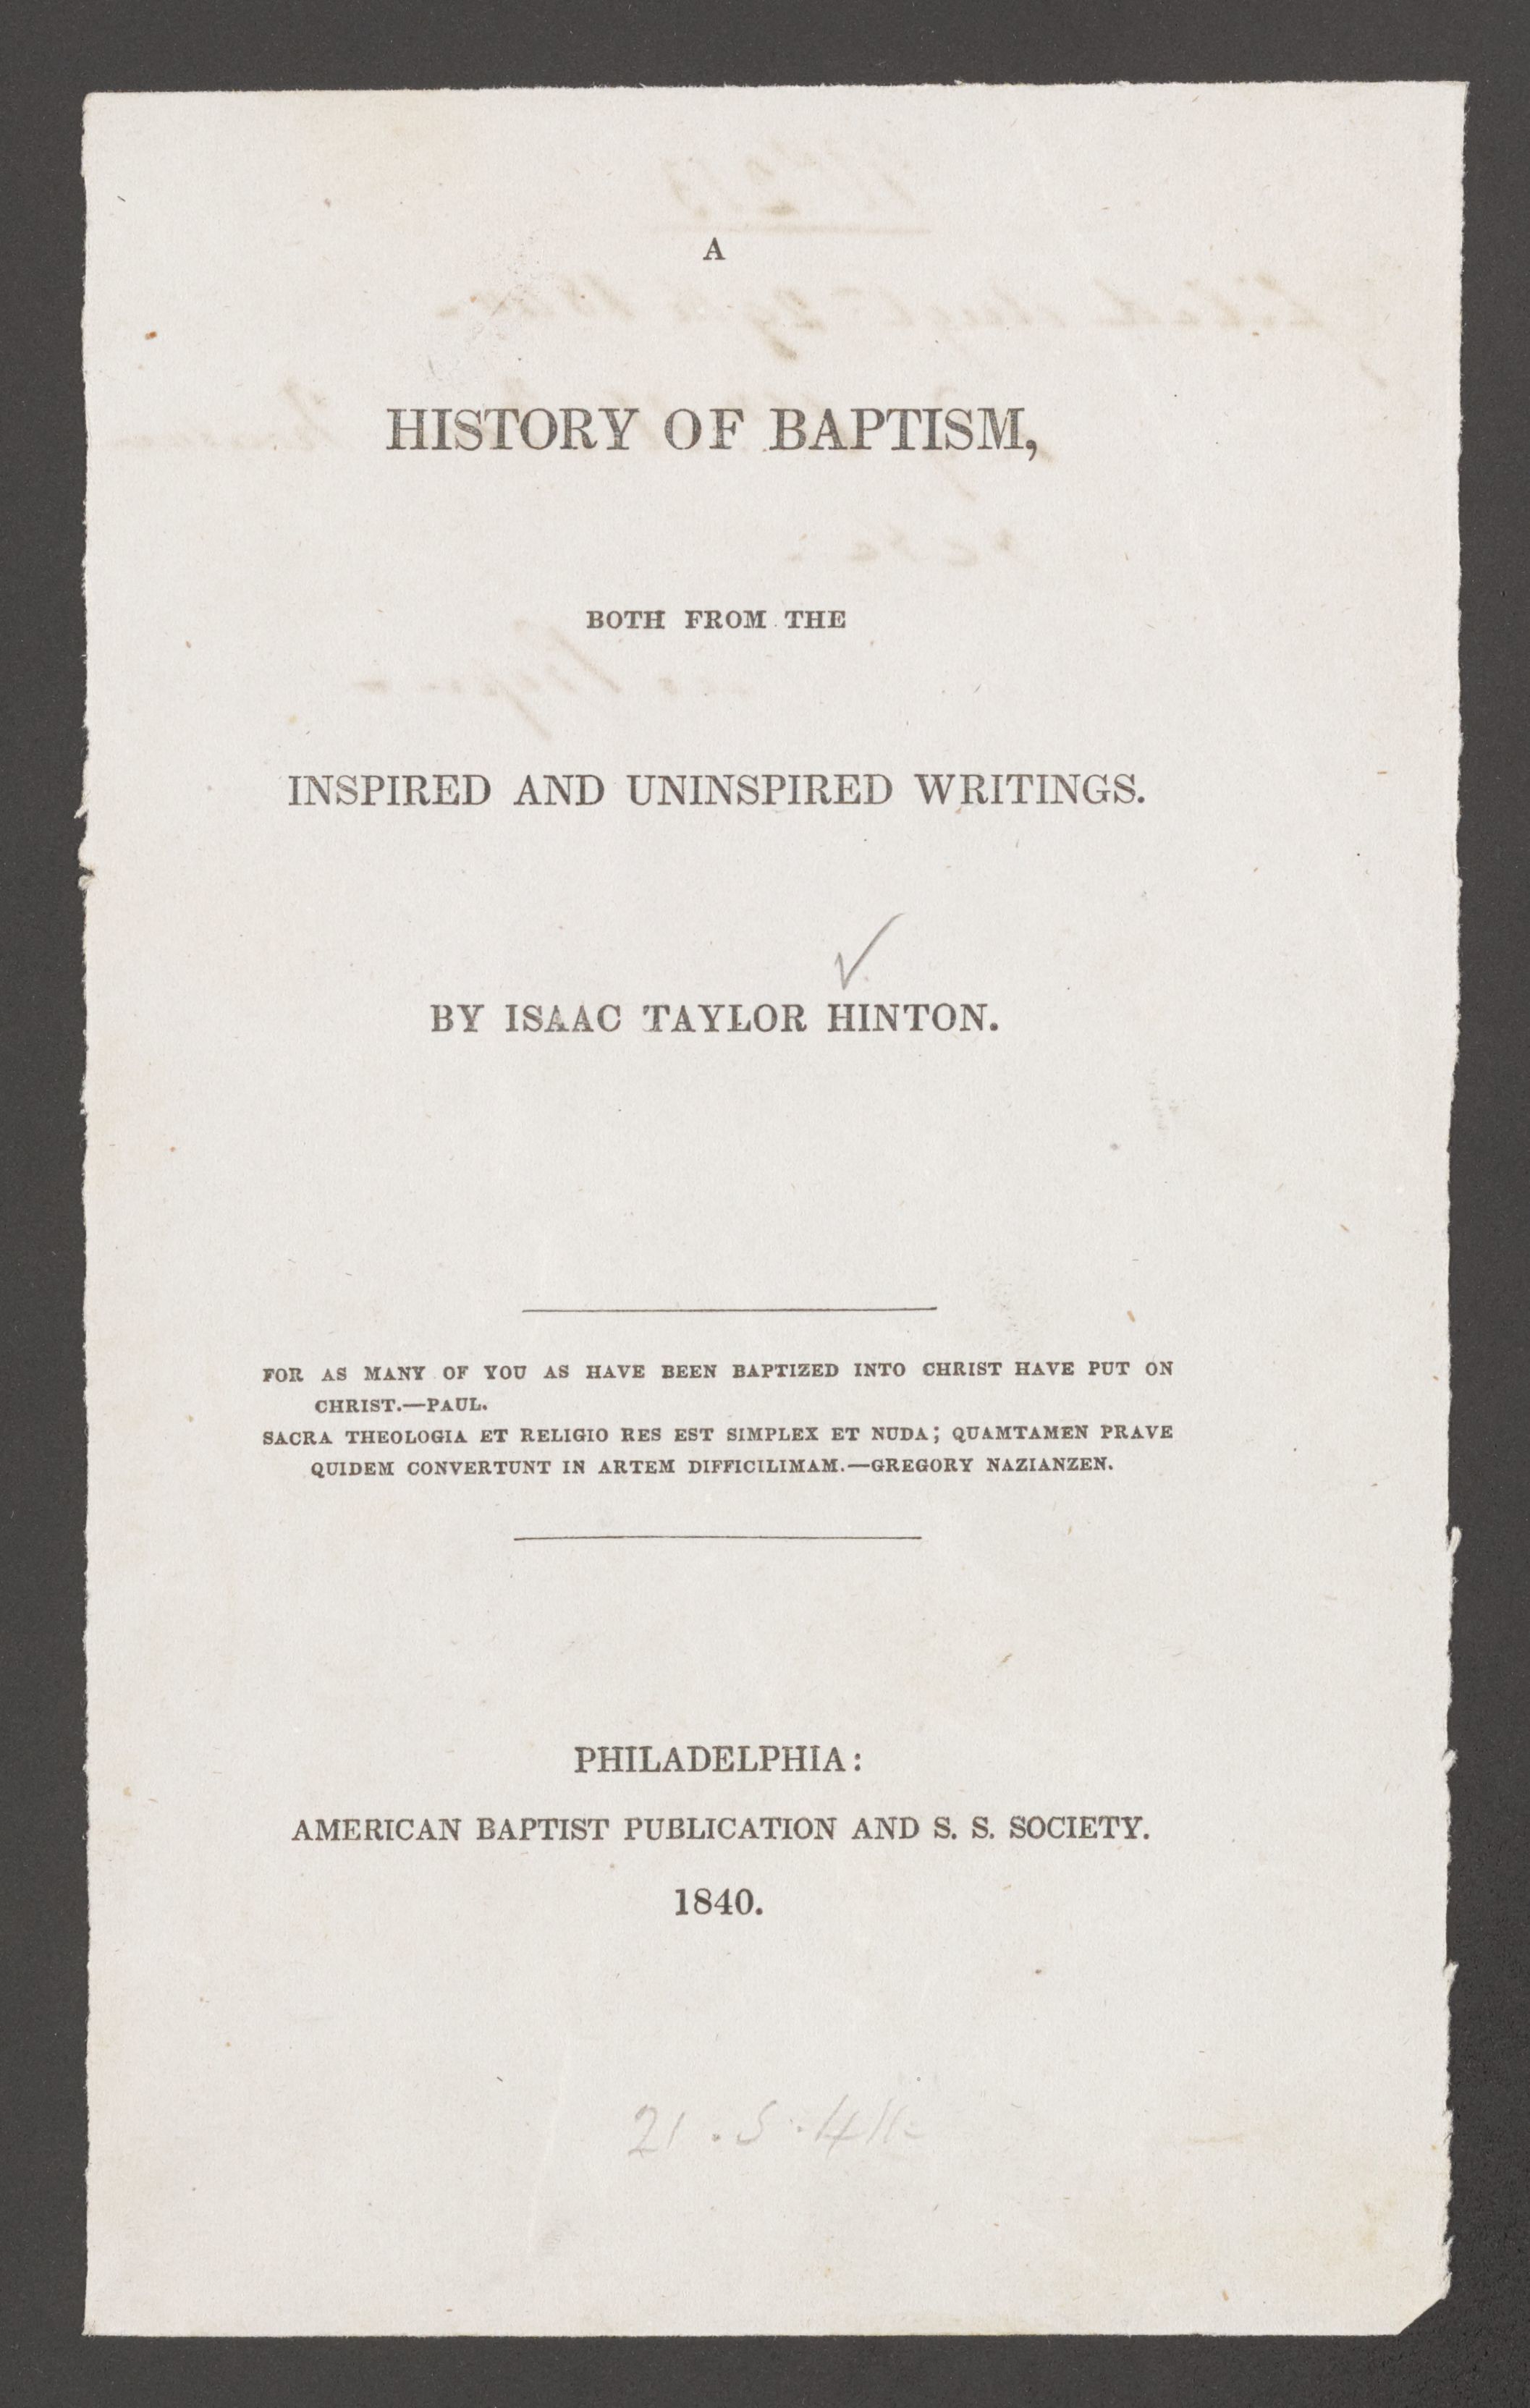 A
HISTORY OF BAPTISM,
BOTH FROM THE
INSPIRED AND UNINSPIRED WRITINGS.
BY ISAAC TAYLOR HINTON.
FOR AS MANY OF YOU AS HAVE BEEN BAPTIZED INTO CHRIST HAVE PUT ON
CHRIST.—PAUL.
SACRA THEOLOGIA ET RELIGIO RES EST SIMPLEX ET NUDA; QUAMTAMEN PRAVE
QUIDEM CONVERTUNT IN ARTEM DIFFICILIMAM.—GREGORY NAZIANZEN.
PHILADELPHIA:
AMERICAN BAPTIST PUBLICATION AND S. S. SOCIETY.
1840.
21 . 5 .